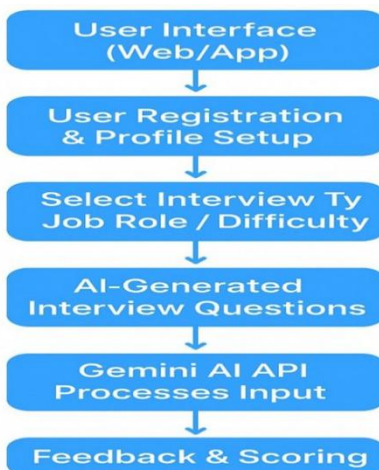 User Interface
(Web/App)
User Registration
& Profile Setup
Select Interview Ty
Job Role / Difficulty
AI-Generated
Interview Questions
Gemini AI API
Processes Input
Feedback & Scoring